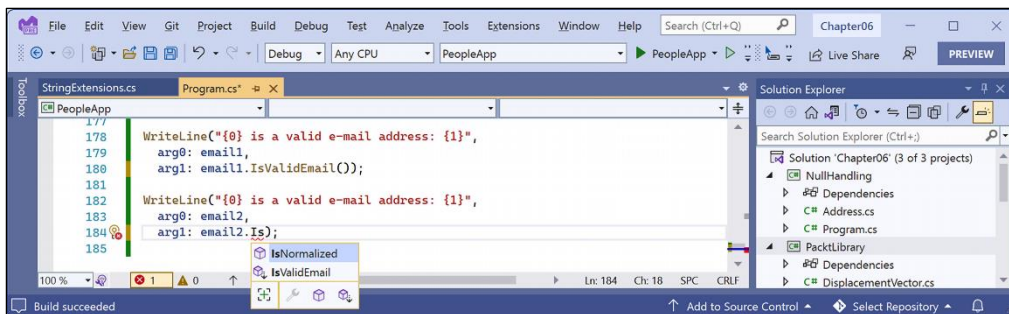 File Edit View Git Project Build Debug Test Analyze Tools Extensions Window Help Search (Ctrl+Q) Chapter06
Debug Any CPU PeopleApp PeopleApp Live Share PREVIEW
Toolbox
StringExtensions.cs Program.cs*
PeopleApp
177
178 WriteLine("{0} is a valid e-mail address: {1}",
179 arg0: email1,
180 arg1: email1.IsValidEmail());
181
182 WriteLine("{0} is a valid e-mail address: {1}",
183 arg0: email2,
184 arg1: email2.Is);
185
IsNormalized
IsValidEmail
100 % 1 0 Ln: 184 Ch: 18 SPC CRLF
Solution Explorer
Search Solution Explorer (Ctrl+;)
Solution 'Chapter06' (3 of 3 projects)
NullHandling
Dependencies
C# Address.cs
C# Program.cs
PacktLibrary
Dependencies
C# DisplacementVector.cs
Build succeeded Add to Source Control Select Repository